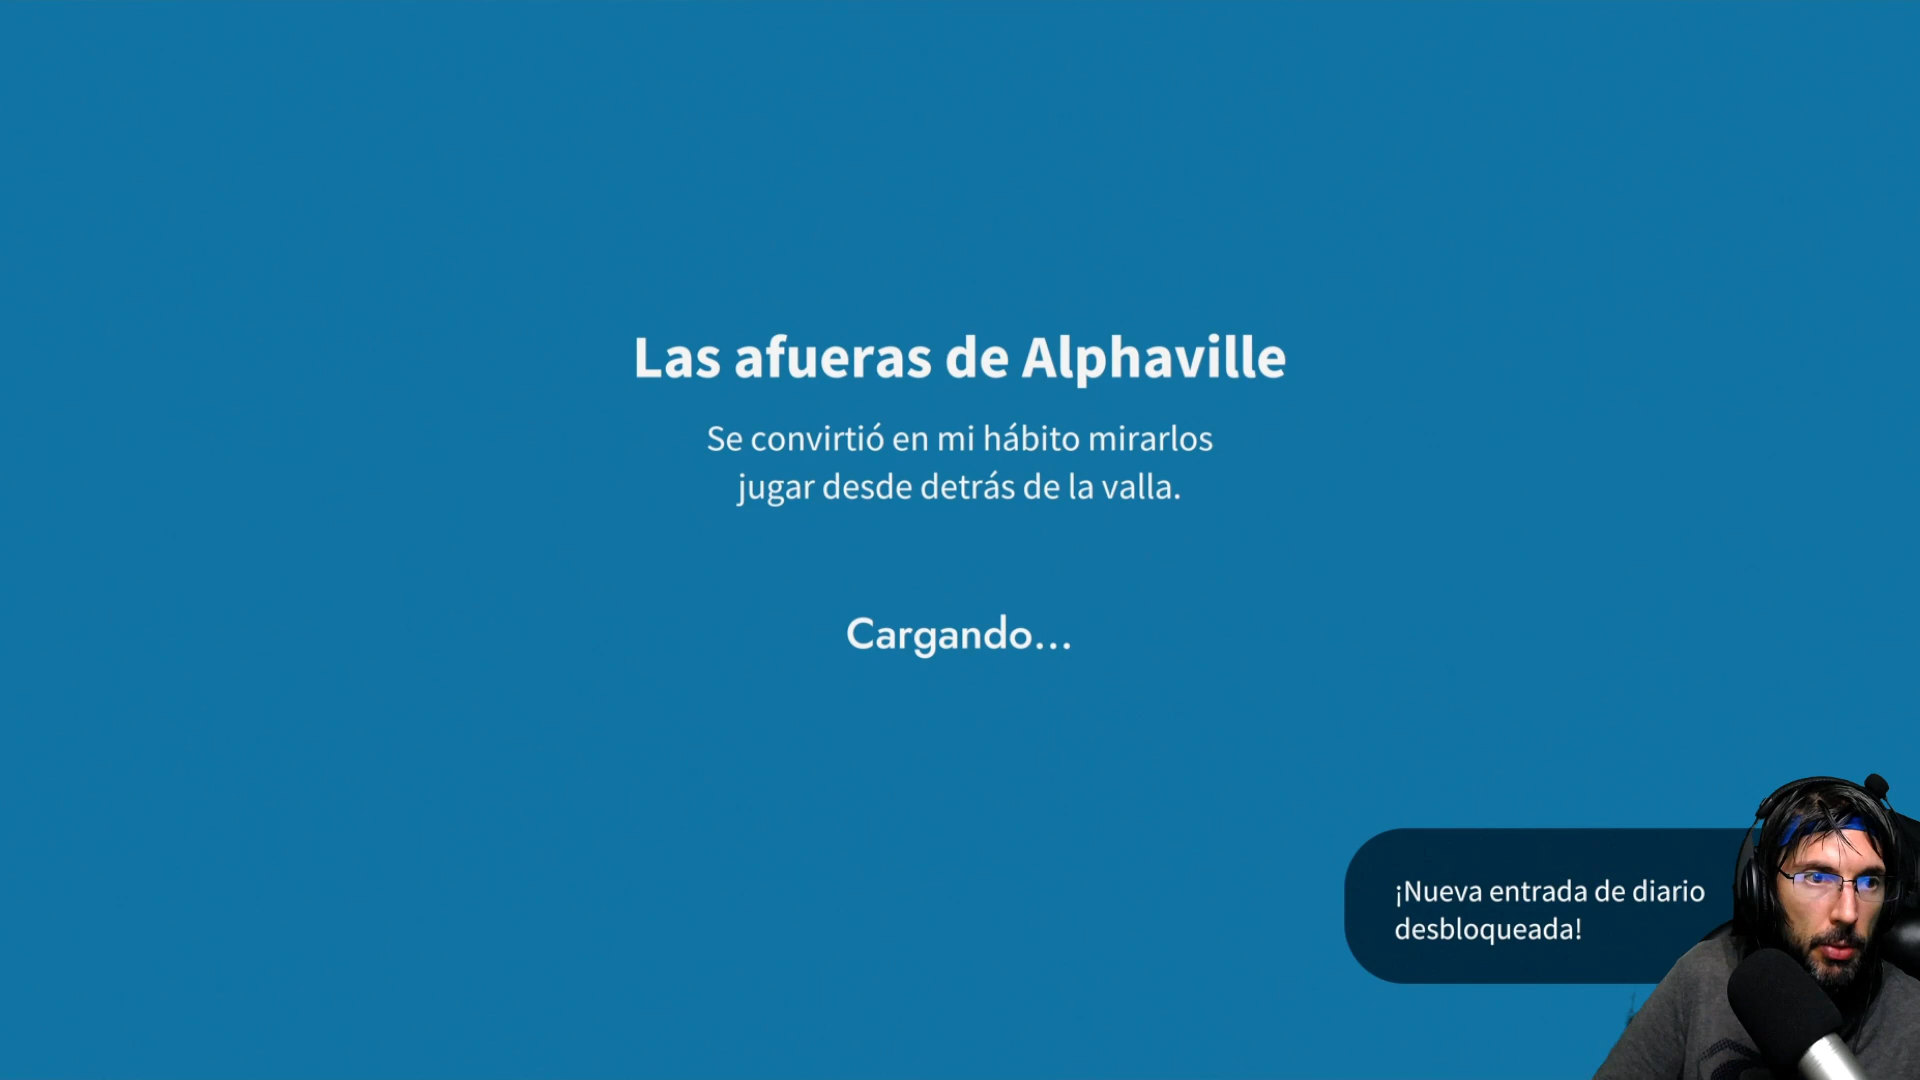 Las afueras de Alphaville
Se convirtió en mi hábito mirarlos
jugar desde detrás de la valla.
Cargando...
¡Nueva entrada de diario
desbloqueada!